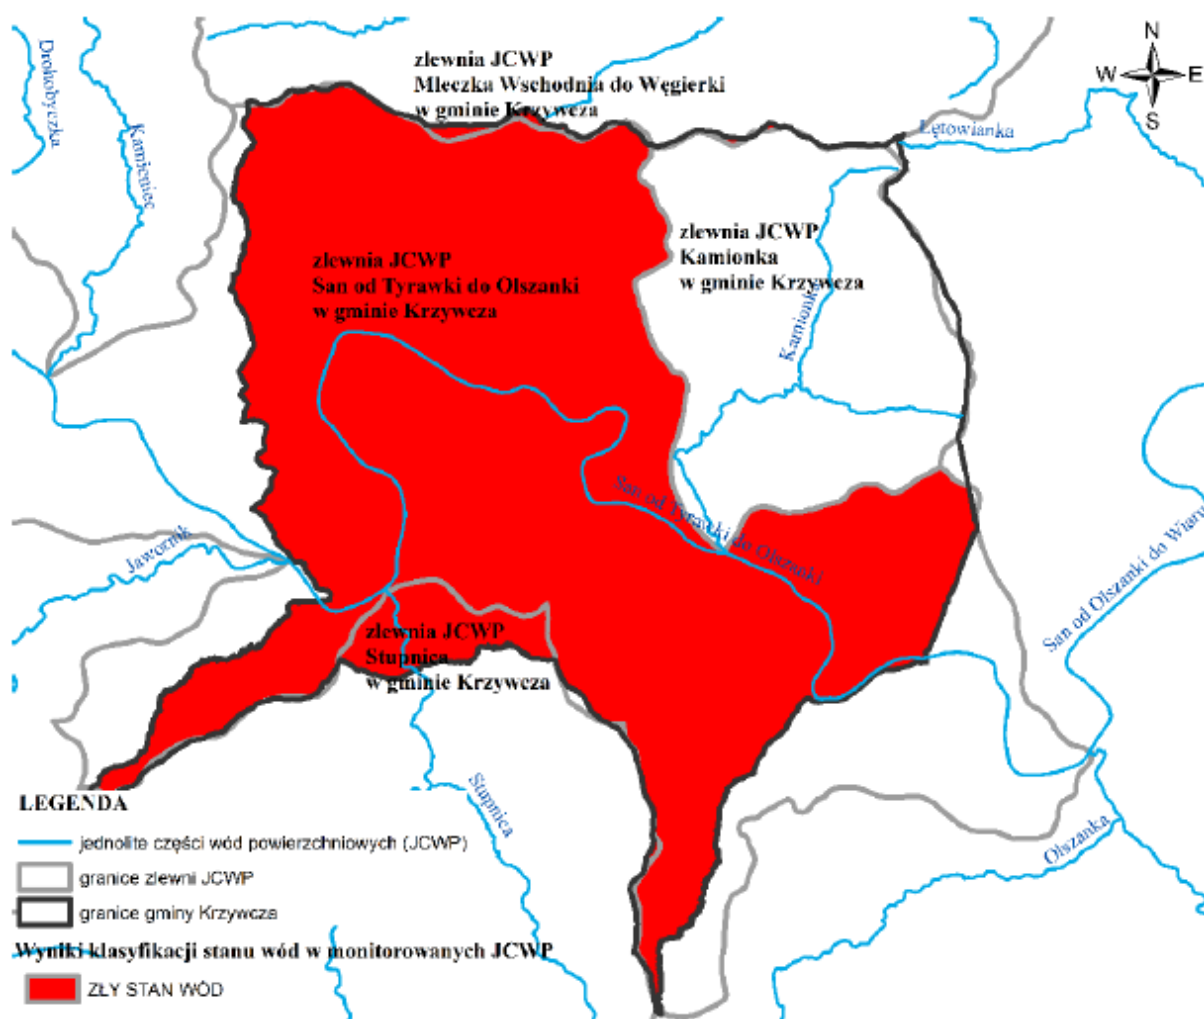 zlewnia JCWP
Mleczka Wschodnia do Węgierki
w gminie Krzywcza
N
W E
S
Drohobyczka
Kamieniec
Łętowianka
zlewnia JCWP
Kamionka
w gminie Krzywcza
zlewnia JCWP
San od Tyrawki do Olszanki
w gminie Krzywcza
Kamionka
San od Tyrawki do Olszanki
Jawornik
San od Olszanki do Wiaru
zlewnia JCWP
Stupnica
w gminie Krzywcza
Stupnica
Olszanka
LEGENDA
jednolite części wód powierzchniowych (JCWP)
granice zlewni JCWP
granice gminy Krzywcza
Wyniki klasyfikacji stanu wód w monitorowanych JCWP
ZŁY STAN WÓD